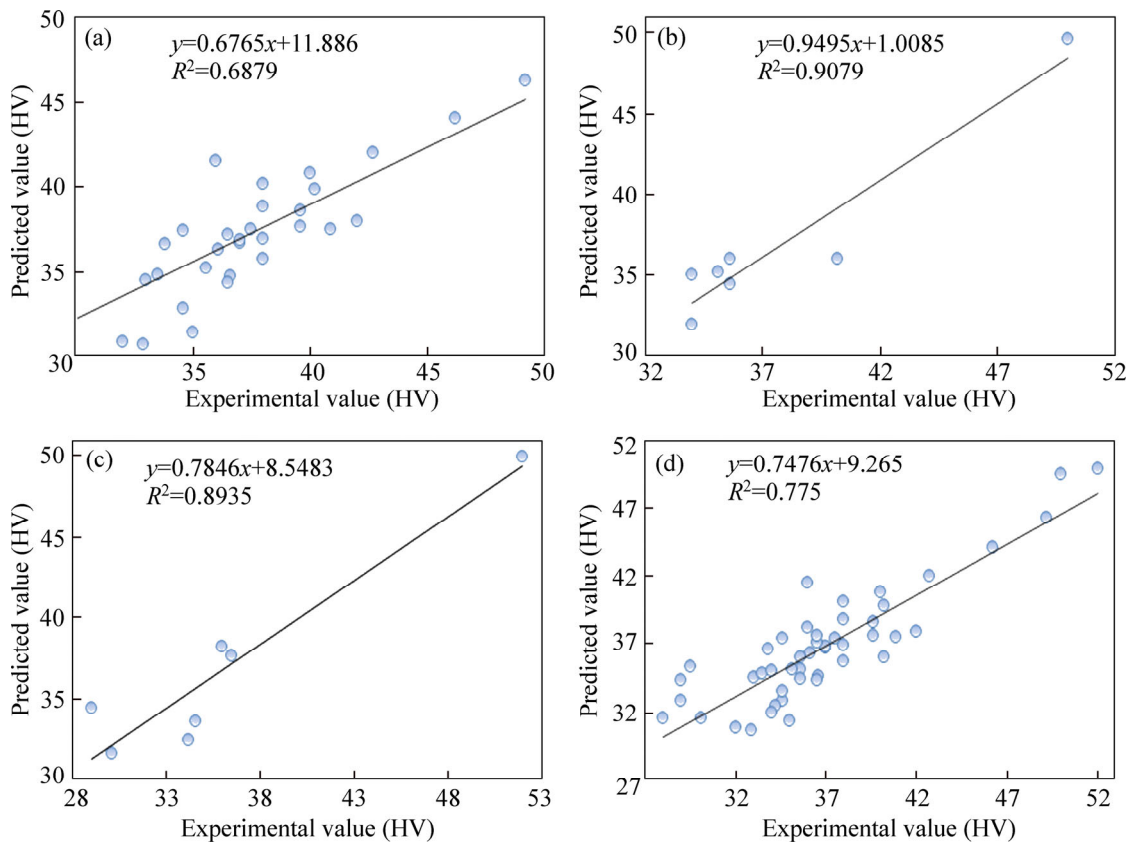 (a)
y=0.6765x+11.886
R²=0.6879
50
45
40
35
30
35
40
45
50
Predicted value (HV)
Experimental value (HV)
(b)
y=0.9495x+1.0085
R²=0.9079
50
45
40
35
30
32
37
42
47
52
Predicted value (HV)
Experimental value (HV)
(c)
y=0.7846x+8.5483
R²=0.8935
50
45
40
35
30
28
33
38
43
48
53
Predicted value (HV)
Experimental value (HV)
(d)
y=0.7476x+9.265
R²=0.775
52
47
42
37
32
27
32
37
42
47
52
Predicted value (HV)
Experimental value (HV)